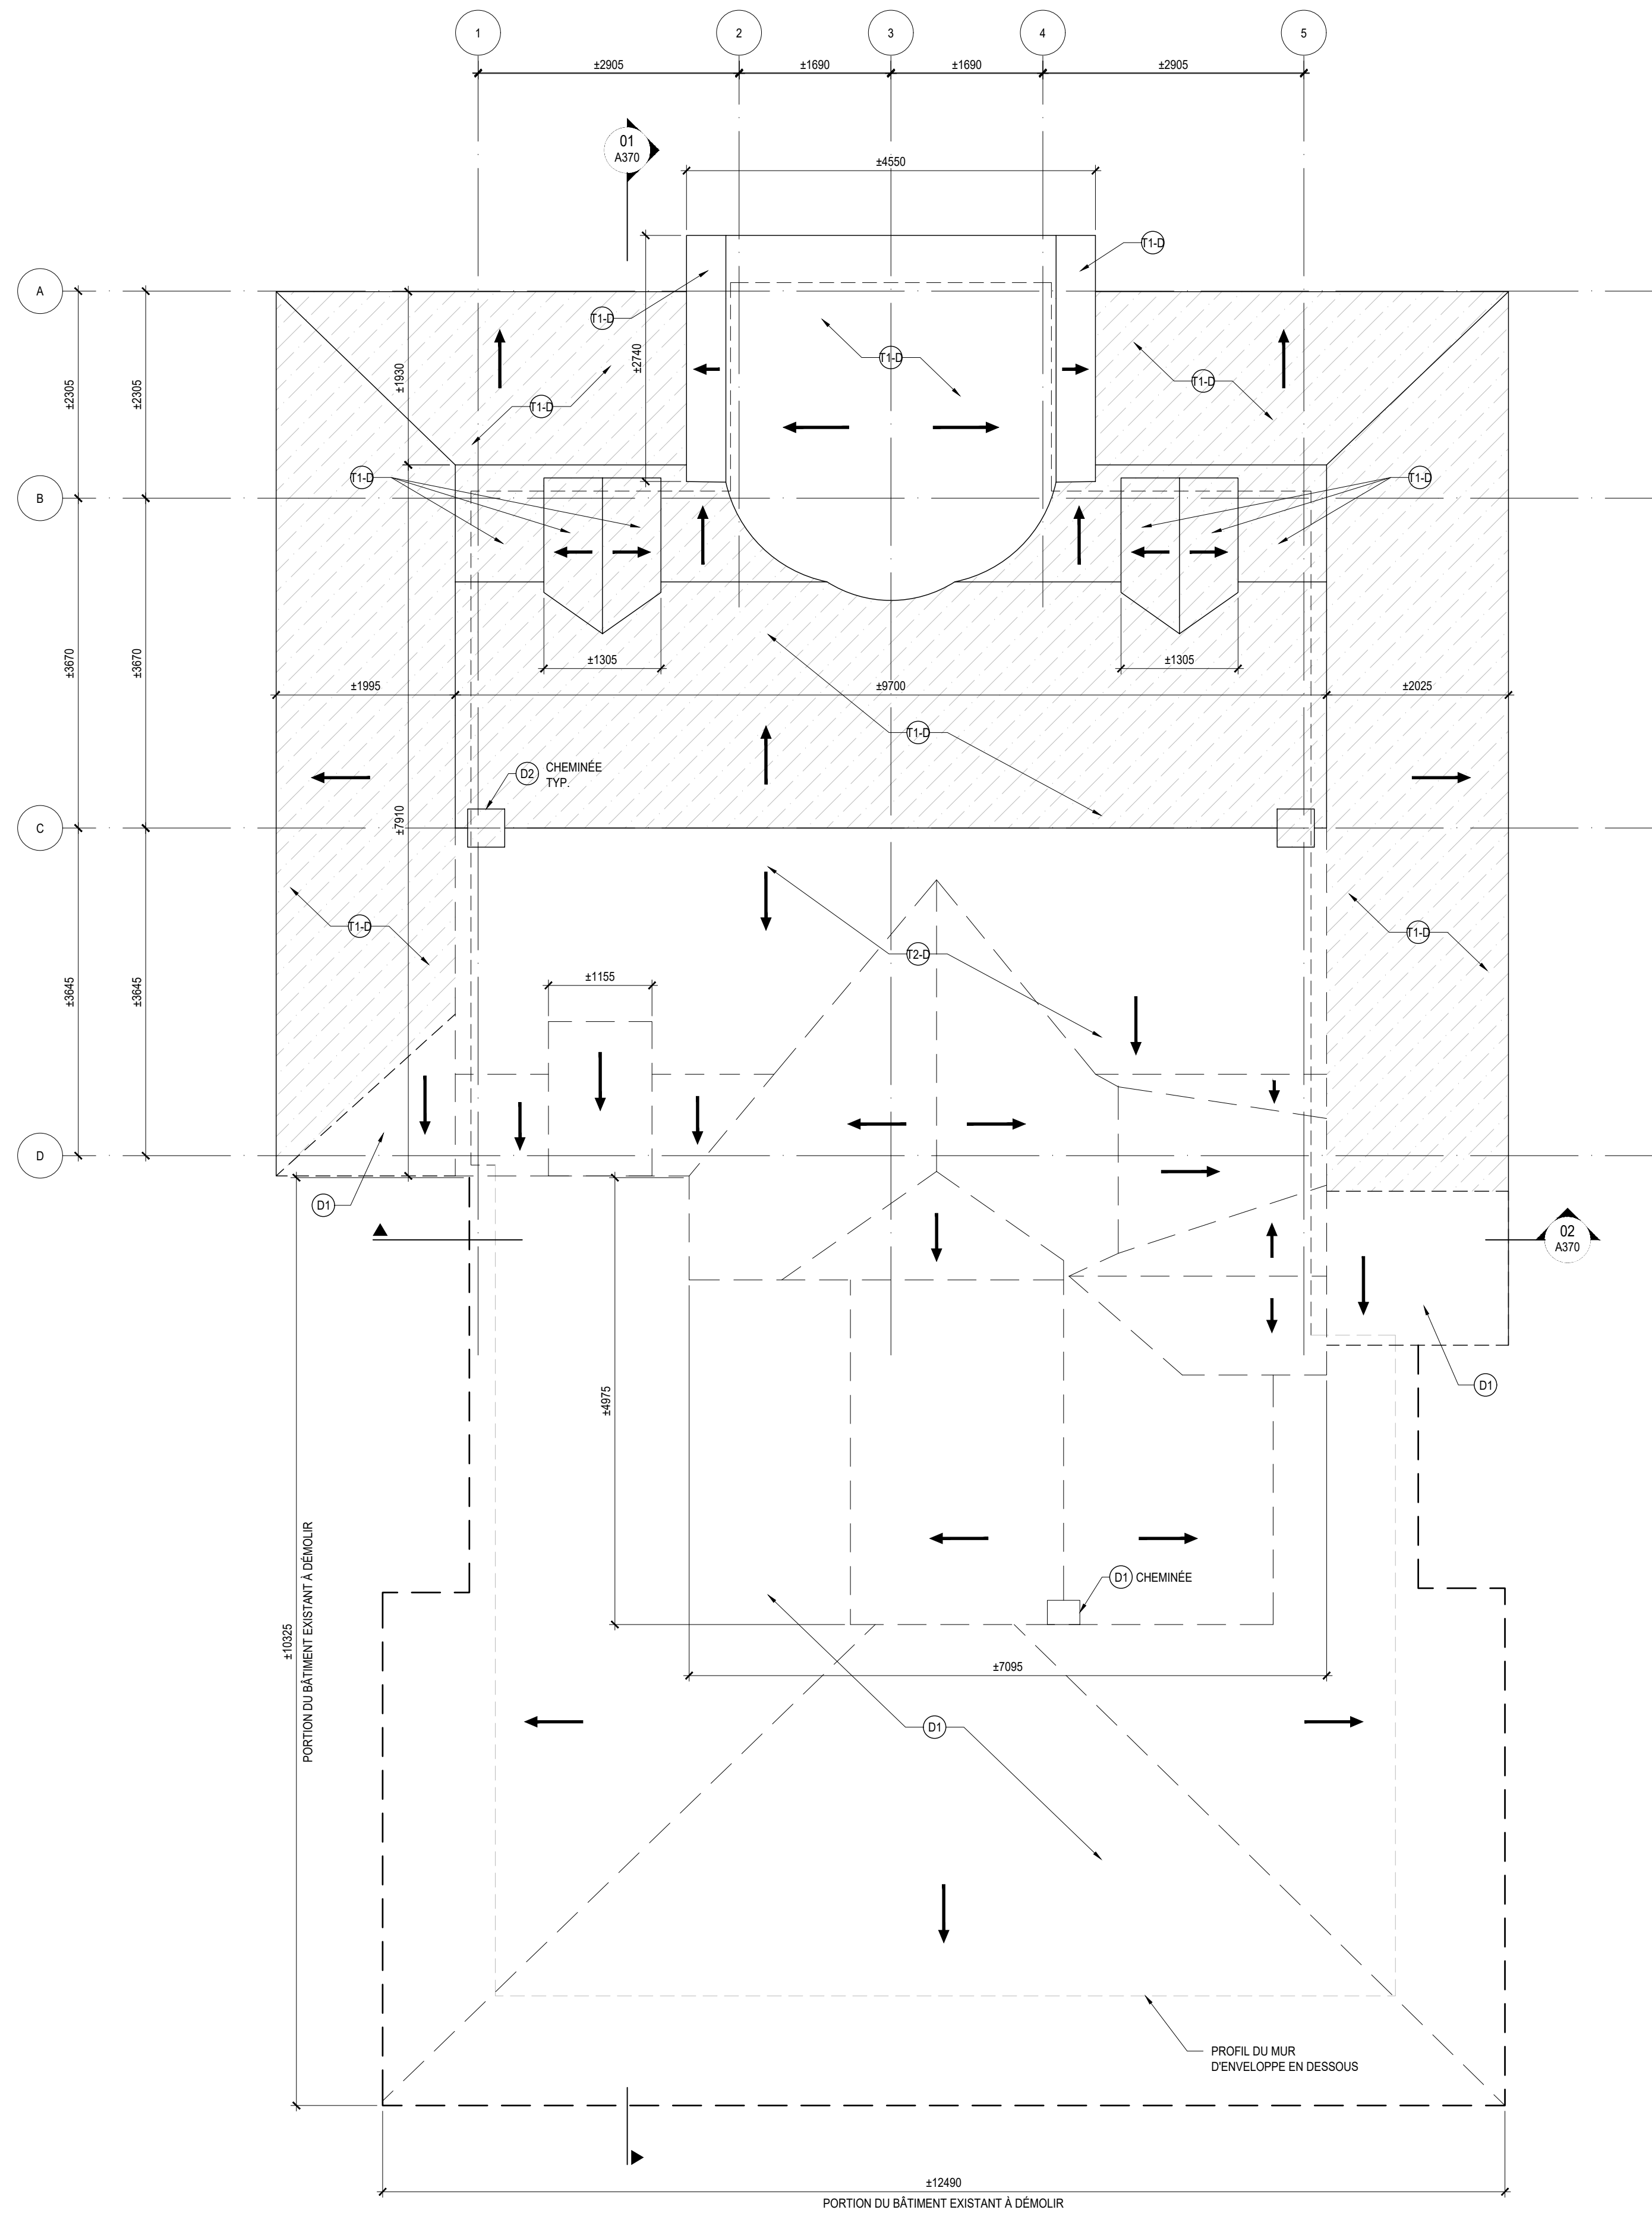 1
2
3
4
5
±2905
±1690
±1690
±2905
01
A370
±4550
T1-D
A
T1-D
±2740
T1-D
±1930
±2305
±2305
T1-D
T1-D
T1-D
T1-D
B
±1305
±1305
±3670
±3670
±1995
±9700
±2025
T1-D
D2
CHEMINÉE
TYP.
±7910
C
T1-D
T1-D
T2-D
±1155
±3645
±3645
D
D1
02
A370
D1
±4975
D1
CHEMINÉE
±10325
PORTION DU BÂTIMENT EXISTANT À DÉMOLIR
±7095
D1
PROFIL DU MUR
D'ENVELOPPE EN DESSOUS
±12490
PORTION DU BÂTIMENT EXISTANT À DÉMOLIR